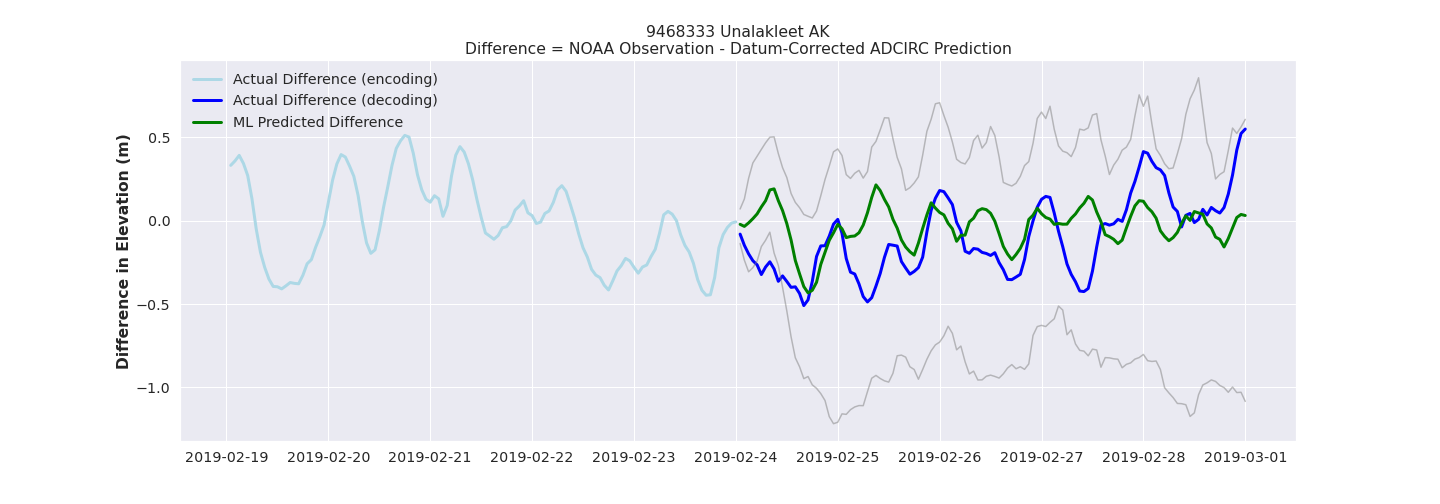 9468333 Unalakleet AK
Difference = NOAA Observation - Datum-Corrected ADCIRC Prediction
Actual Difference (encoding)
Actual Difference (decoding)
ML Predicted Difference
Difference in Elevation (m)
0.5
0.0
−0.5
−1.0
2019-02-19 2019-02-20 2019-02-21 2019-02-22 2019-02-23 2019-02-24 2019-02-25 2019-02-26 2019-02-27 2019-02-28 2019-03-01